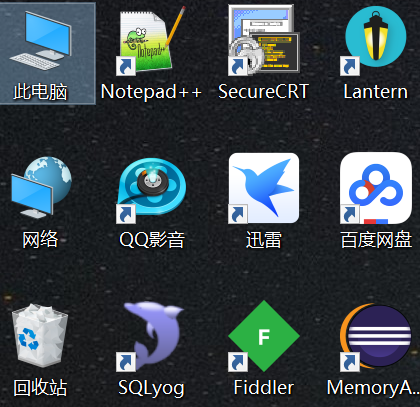 此电脑
Notepad++
SecureCRT
Lantern
网络
QQ影音
迅雷
百度网盘
回收站
SQLyog
F
Fiddler
MemoryA...